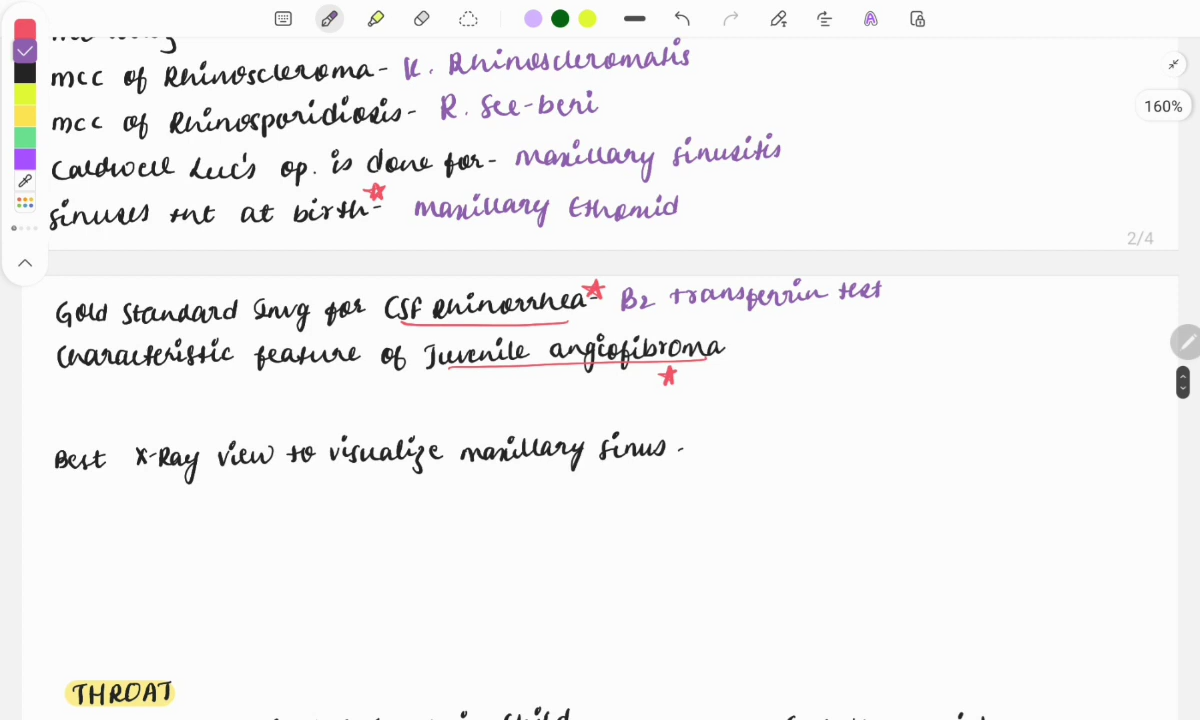 160%
mcc of Rhinoscleroma- K. Rhinoscleromatis
mcc of Rhinosporidiosis- R. See-beri
Caldwell Luc's op. is done for- maxillary sinusitis
sinuses tnt at birth- maxillary Ethomid
2/4
Gold Standard Invg for CSF Rhinorrhea- B2 transferrin test
Characteristic feature of Juvenile angiofibroma
Best X-Ray view to visualize maxillary sinus.
THROAT